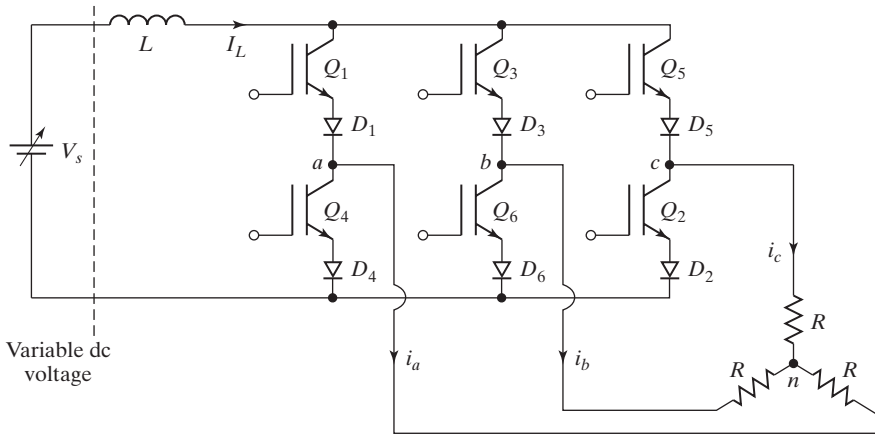 L
I_L
Q_1
Q_3
Q_5
D_1
D_3
D_5
V_s
a
b
c
Q_4
Q_6
Q_2
i_c
D_4
D_6
D_2
R
Variable dc
voltage
i_a
i_b
R
R
n